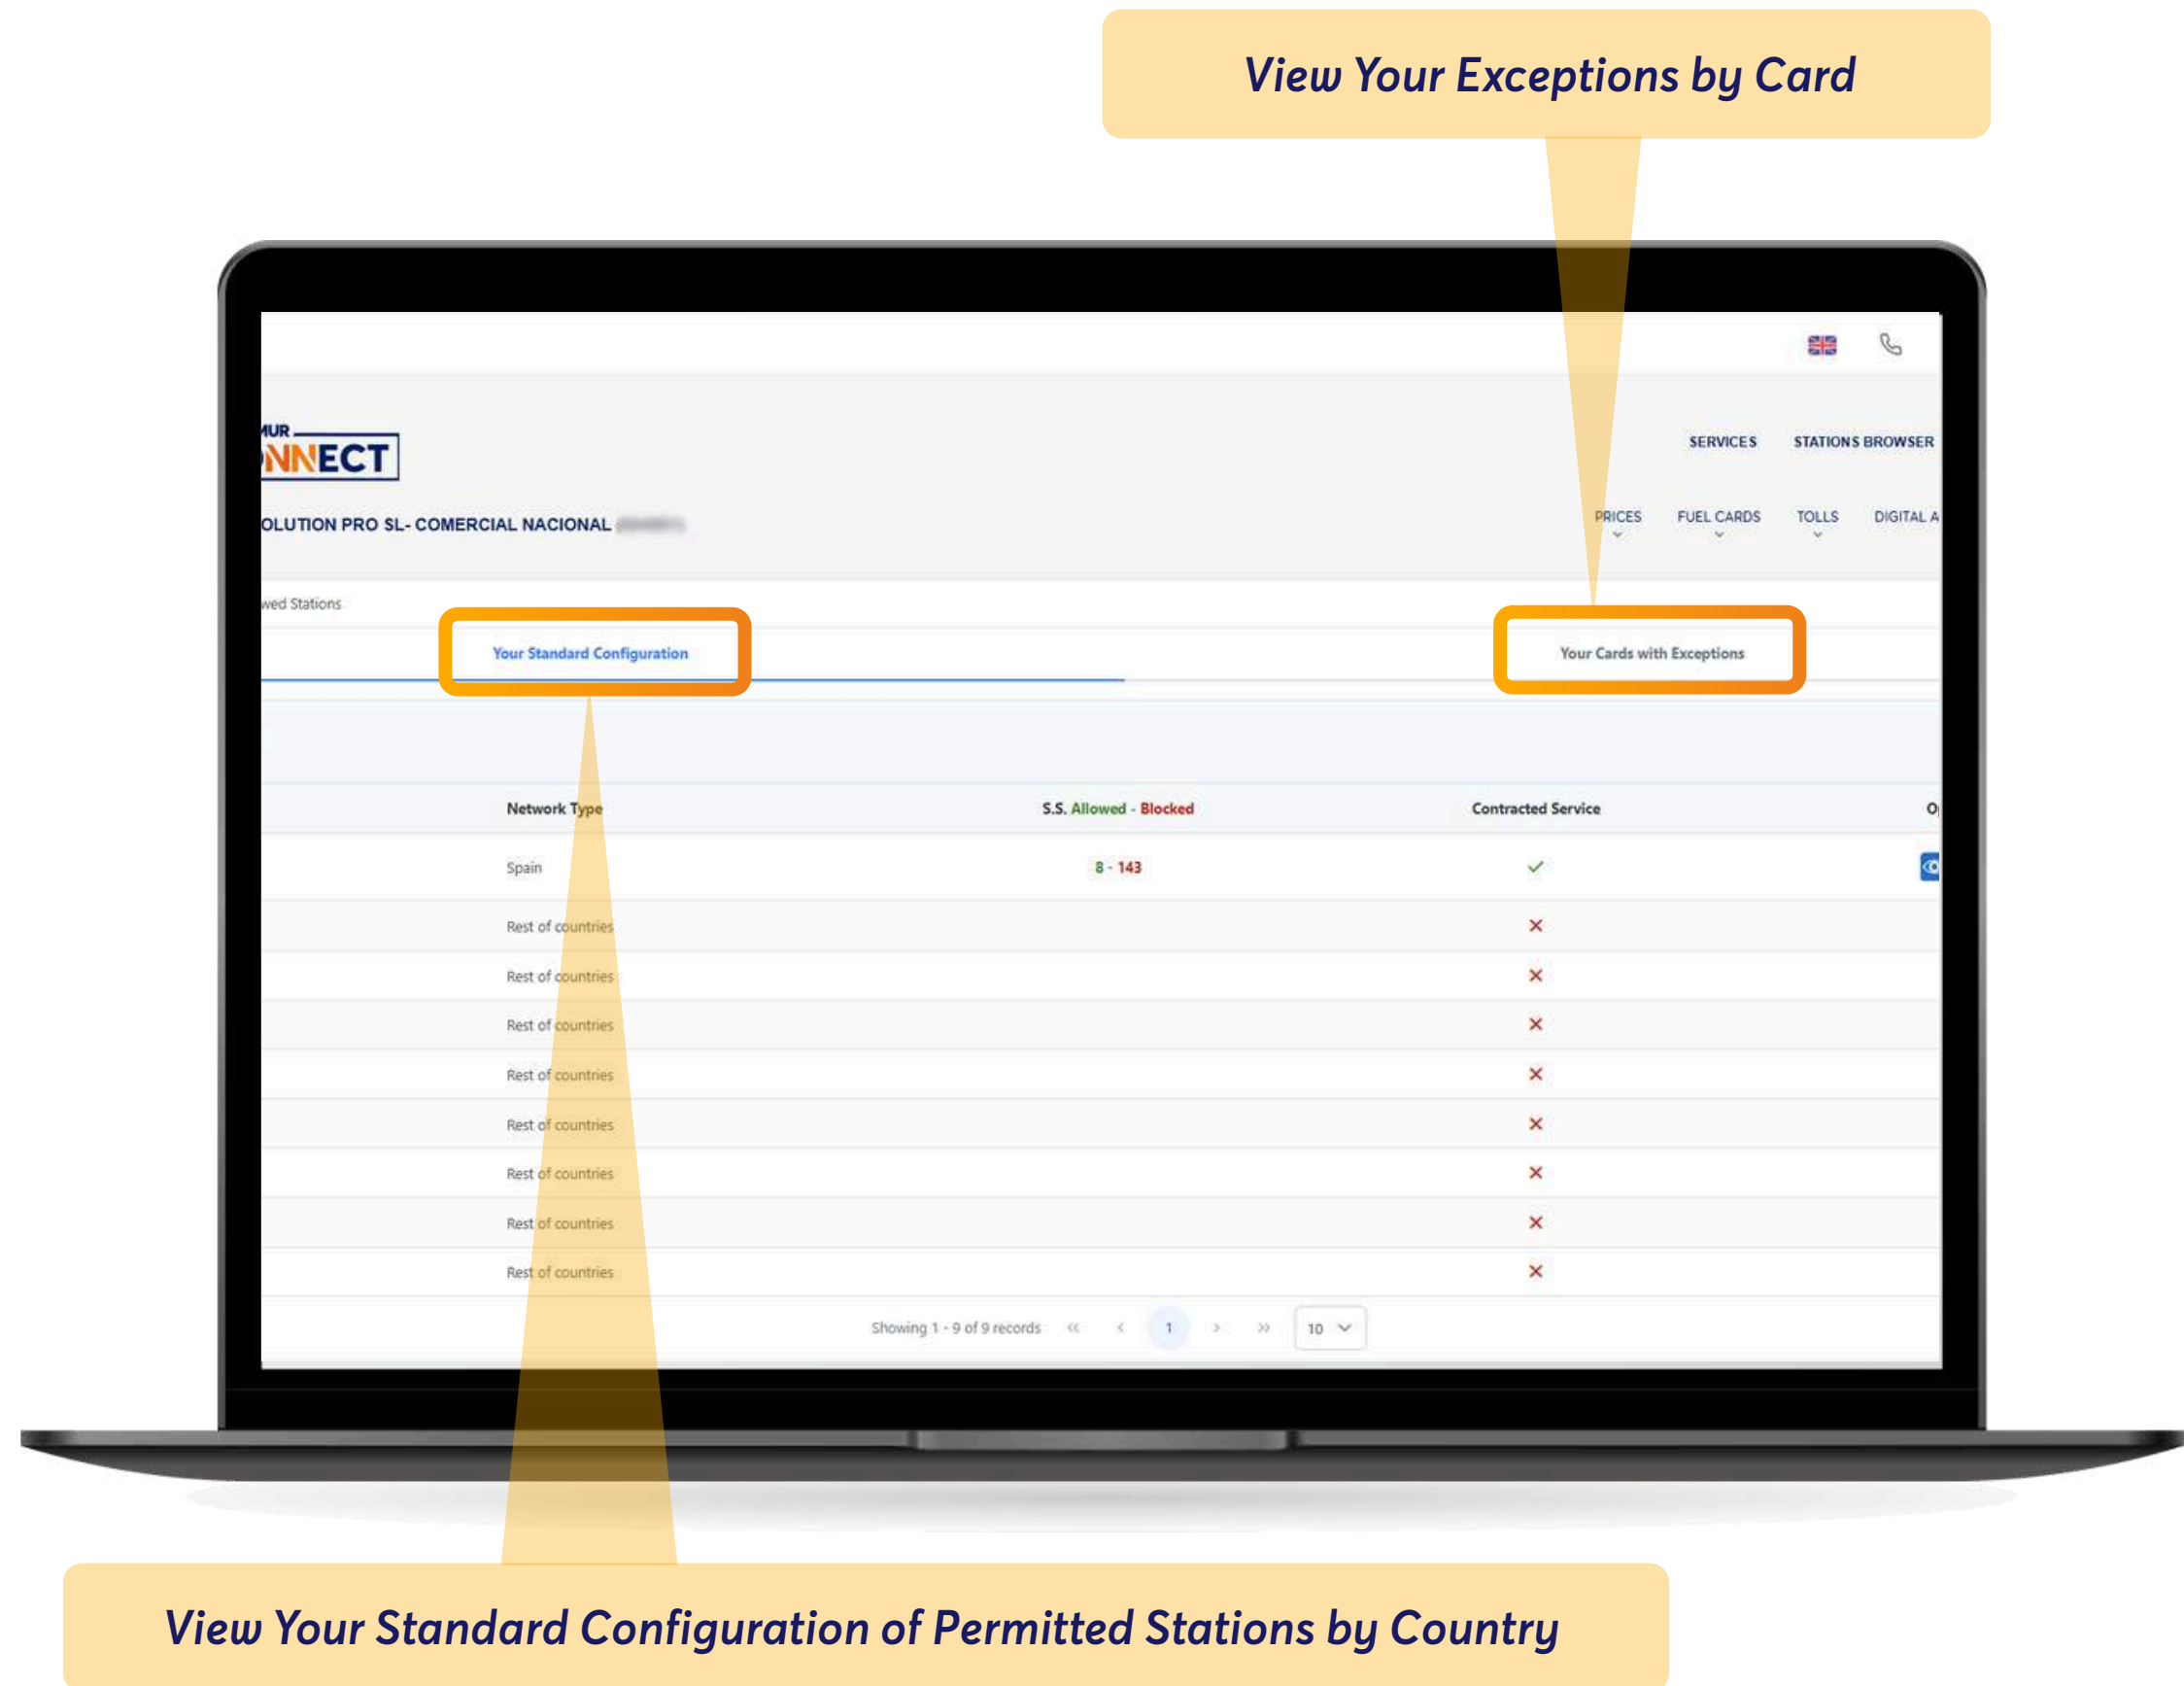 View Your Exceptions by Card
MUR
ONNECT
SERVICES STATIONS BROWSER
OLUTION PRO SL- COMERCIAL NACIONAL
PRICES FUEL CARDS TOLLS DIGITAL A
wed Stations
Your Standard Configuration Your Cards with Exceptions
Network Type S.S. Allowed - Blocked Contracted Service O
Spain 8 - 143
Rest of countries
Rest of countries
Rest of countries
Rest of countries
Rest of countries
Rest of countries
Rest of countries
Rest of countries
Showing 1 - 9 of 9 records « ‹ 1 › » 10
View Your Standard Configuration of Permitted Stations by Country